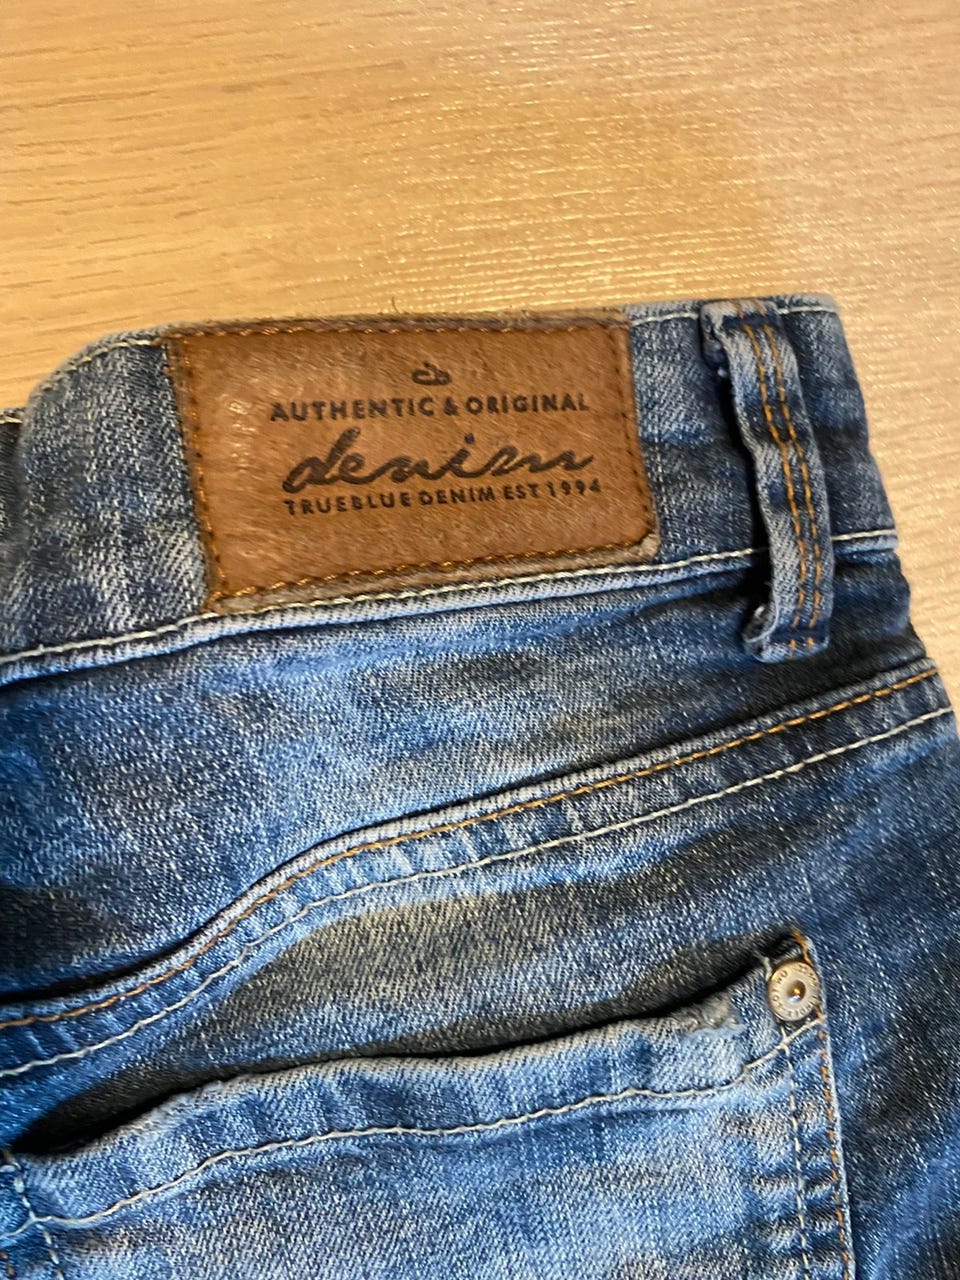 AUTHENTIC & ORIGINAL
denim
TRUEBLUE DENIM EST 1994